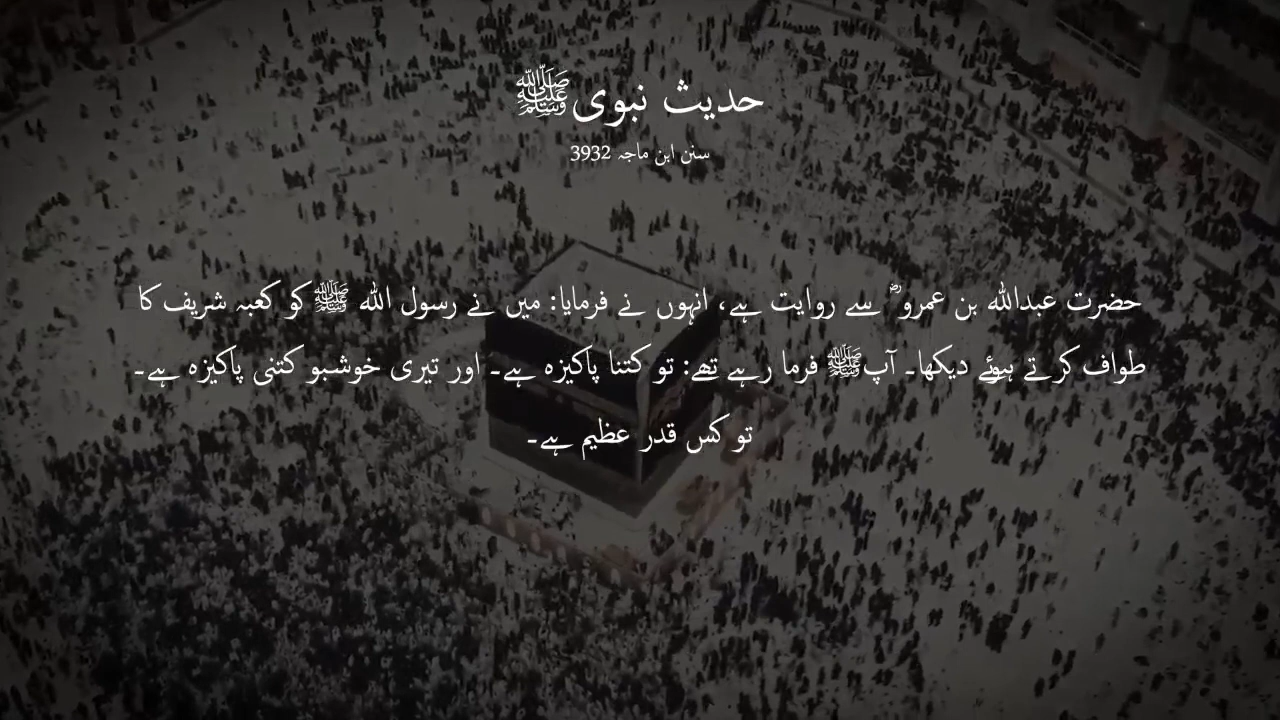 حدیث نبوی ﷺ
سنن ابن ماجہ 3932
حضرت عبداللہ بن عمروؓ سے روایت ہے، انہوں نے فرمایا: میں نے رسول اللہ ﷺ کو کعبہ شریف کا
طواف کرتے ہوئے دیکھا۔ آپ ﷺ فرما رہے تھے: تو کتنا پاکیزہ ہے۔ اور تیری خوشبو کتنی پاکیزہ ہے۔
تو کس قدر عظیم ہے۔